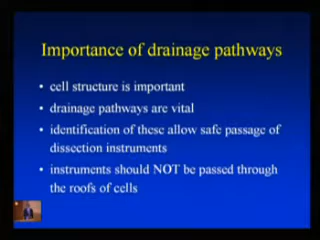 Importance of drainage pathways
• cell structure is important
• drainage pathways are vital
• identification of these allow safe passage of
dissection instruments
• instruments should NOT be passed through
the roofs of cells